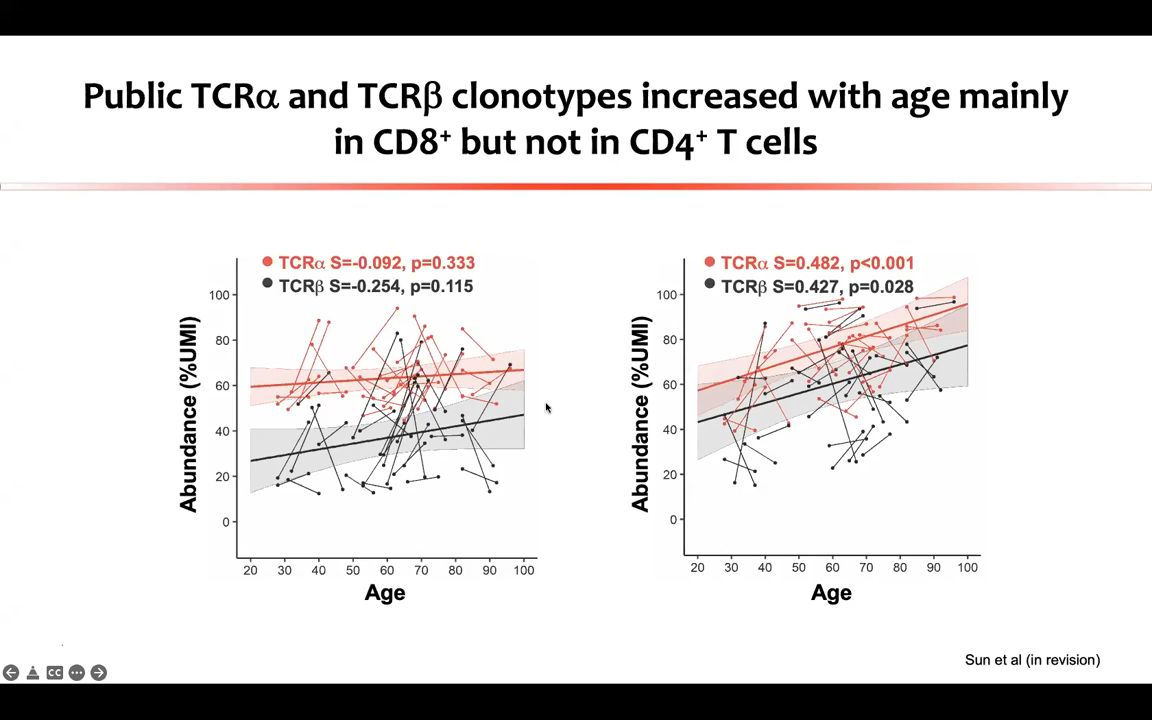 Public TCRα and TCRβ clonotypes increased with age mainly
in CD8⁺ but not in CD4⁺ T cells
TCRα S=-0.092, p=0.333
TCRβ S=-0.254, p=0.115
Abundance (%UMI)
100
80
60
40
20
0
20 30 40 50 60 70 80 90 100
Age
TCRα S=0.482, p<0.001
TCRβ S=0.427, p=0.028
Abundance (%UMI)
100
80
60
40
20
0
20 30 40 50 60 70 80 90 100
Age
Sun et al (in revision)
CC